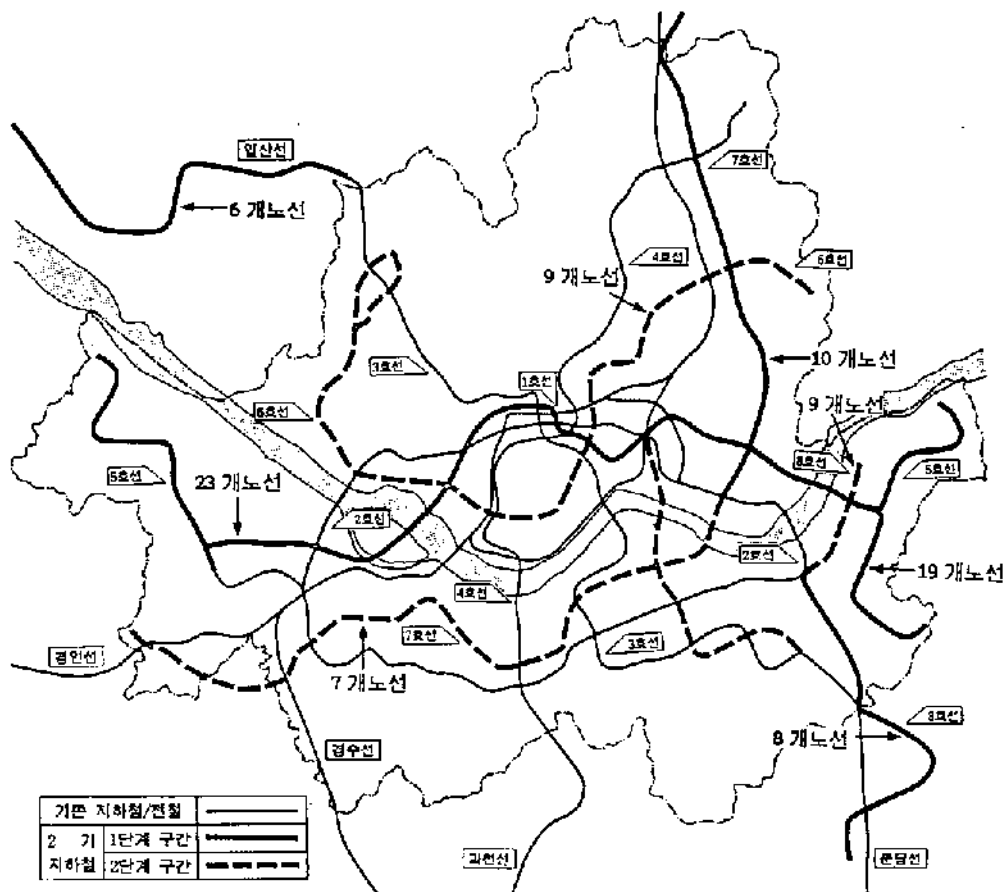 일산선
7호선
6 개노선
4호선
6호선
9 개노선
3호선
10 개노선
1호선
9 개노선
6호선
8호선
5호선
5호선
23 개노선
2호선
2호선
4호선
19 개노선
7호선
3호선
경인선
7 개노선
8호선
경수선
8 개노선
기존 지하철/전철
2 기 1단계 구간
지하철 2단계 구간
과천선
분당선